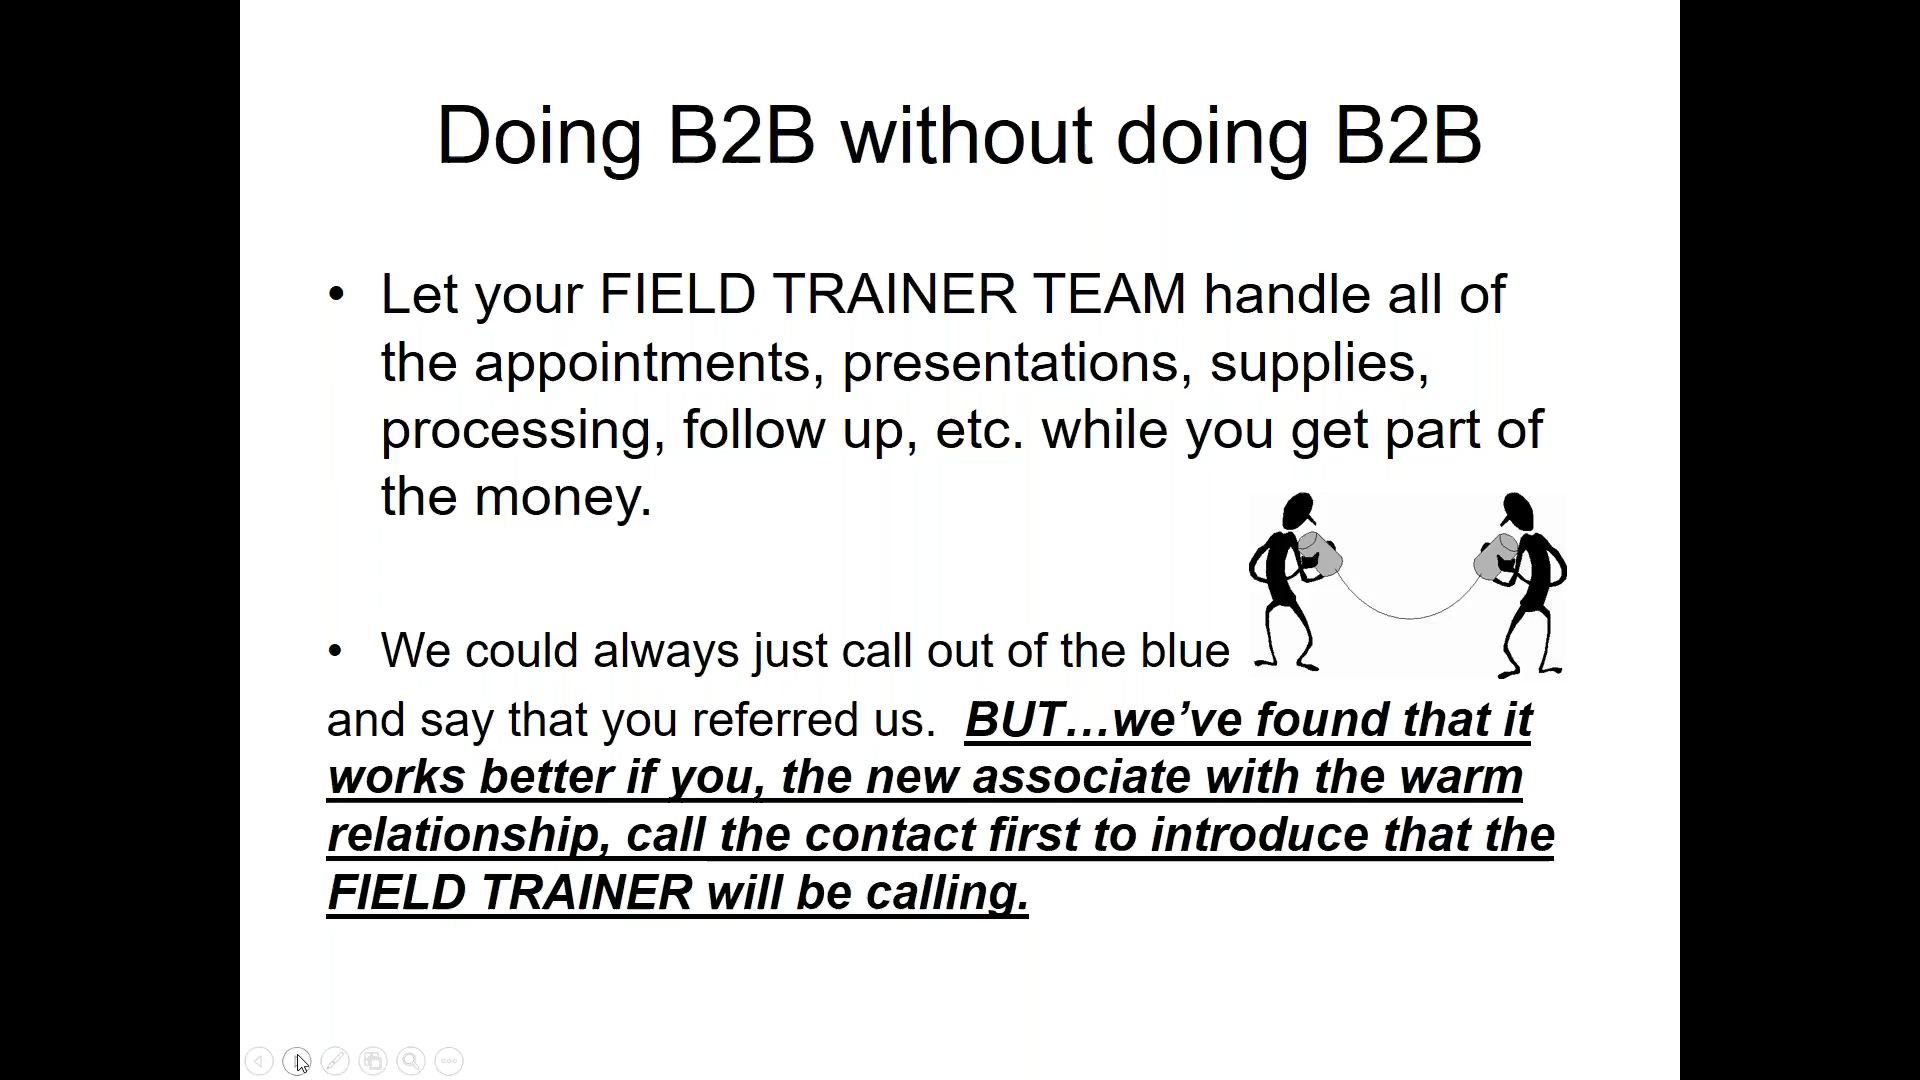 Doing B2B without doing B2B
• Let your FIELD TRAINER TEAM handle all of
the appointments, presentations, supplies,
processing, follow up, etc. while you get part of
the money.
• We could always just call out of the blue
and say that you referred us.  BUT…we’ve found that it
works better if you, the new associate with the warm
relationship, call the contact first to introduce that the
FIELD TRAINER will be calling.